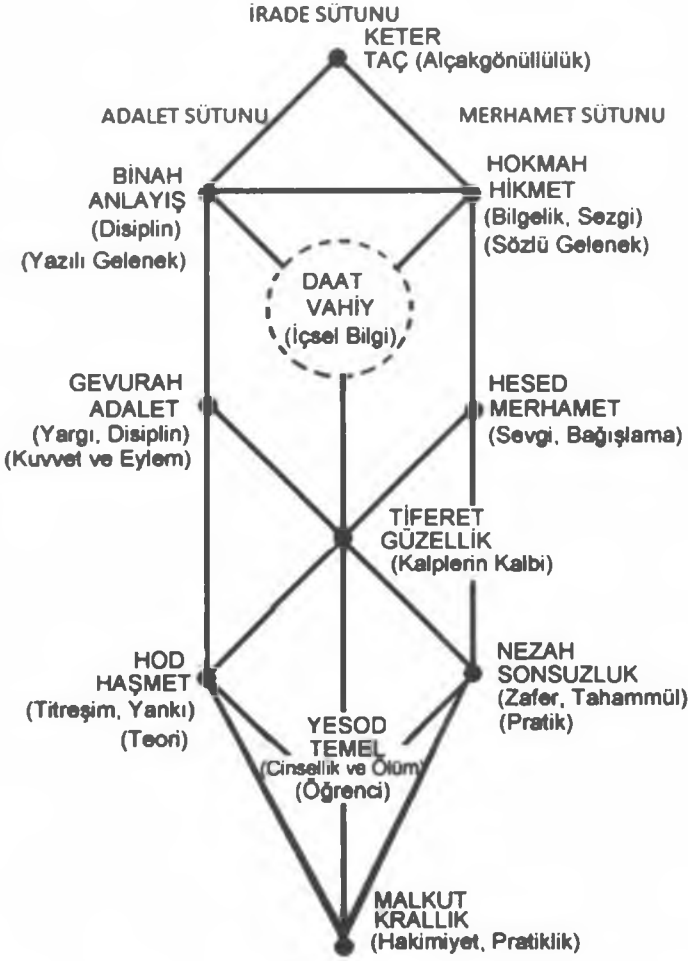 İRADE SÜTUNU
KETER
TAÇ (Alçakgönüllülük)
ADALET SÜTUNU
MERHAMET SÜTUNU
BİNAH
ANLAYIŞ
(Disiplin)
(Yazılı Gelenek)
HOKMAH
HİKMET
(Bilgelik, Sezgi)
(Sözlü Gelenek)
DAAT
VAHİY
(İçsel Bilgi)
GEVURAH
ADALET
(Yargı, Disiplin)
(Kuvvet ve Eylem)
HESED
MERHAMET
(Sevgi, Bağışlama)
TİFERET
GÜZELLİK
(Kalplerin Kalbi)
HOD
HAŞMET
(Titreşim, Yankı)
(Teori)
NEZAH
SONSUZLUK
(Zafer, Tahammül)
(Pratik)
YESOD
TEMEL
(Cinsellik ve Ölüm)
(Öğrenci)
MALKUT
KRALLIK
(Hakimiyet, Pratiklik)